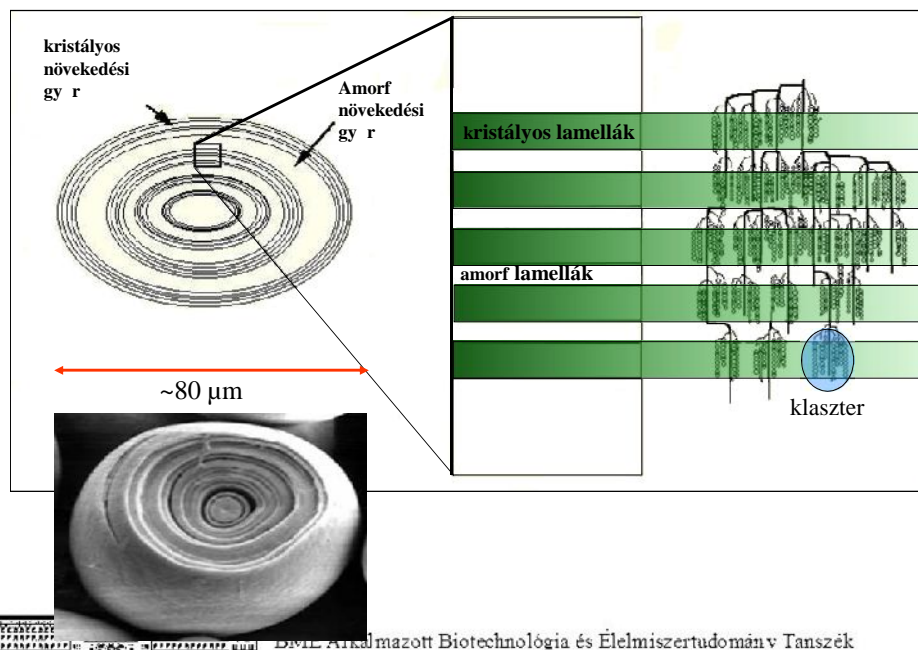 kristályos
növekedési
gy r
Amorf
növekedési
gy r
kristályos lamellák
amorf lamellák
klaszter
~80 µm
BME Alkalmazott Biotechnológia és Élelmiszertudomány Tanszék